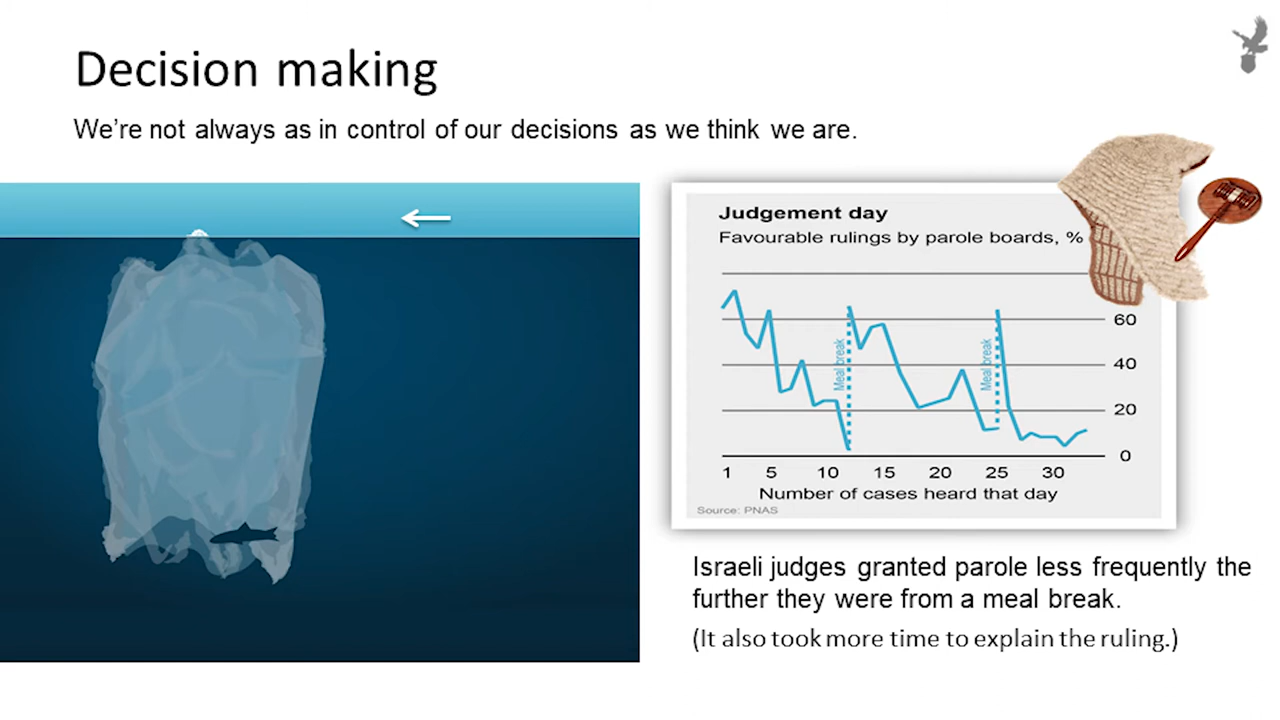 Decision making
We're not always as in control of our decisions as we think we are.
Judgement day
Favourable rulings by parole boards, %
60
40
20
0
Meal break
Meal break
1 5 10 15 20 25 30
Number of cases heard that day
Source: PNAS
Israeli judges granted parole less frequently the
further they were from a meal break.
(It also took more time to explain the ruling.)